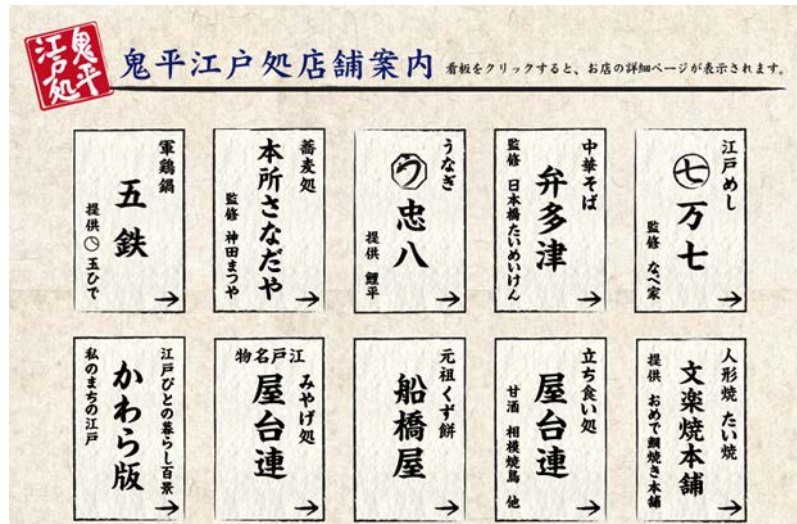 鬼平
江戸処
鬼平江戸処店舗案内
看板をクリックすると、お店の詳細ページが表示されます。
江戸めし
七
万七
監修 なべ家
中華そば
弁多津
監修 日本橋たいめいけん
うなぎ
う
忠八
提供 鯉平
蕎麦処
本所さなだや
監修 神田まつや
軍鶏鍋
五鉄
提供 玉ひで
人形焼 たい焼
文楽焼本舗
提供 おめで鯛焼き本舗
立ち食い処
屋台連
甘酒 相模焼鳥 他
元祖くず餅
船橋屋
江戸名物
みやげ処
屋台連
江戸びとの暮らし百景
かわら版
私のまちの江戸